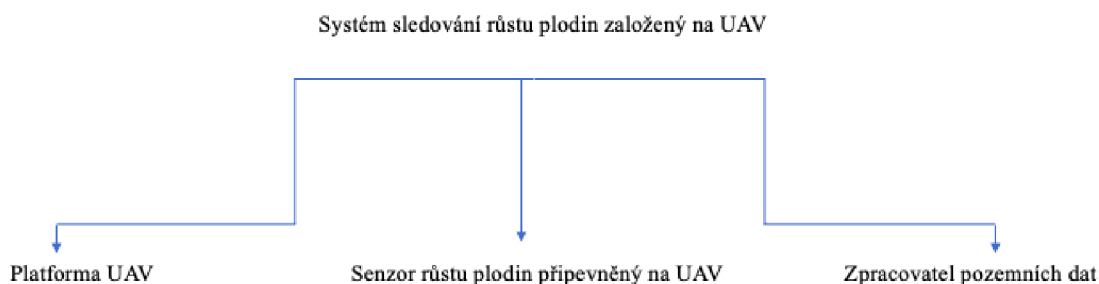 Systém sledování růstu plodin založený na UAV
Platforma UAV
Senzor růstu plodin připevněný na UAV
Zpracovatel pozemních dat